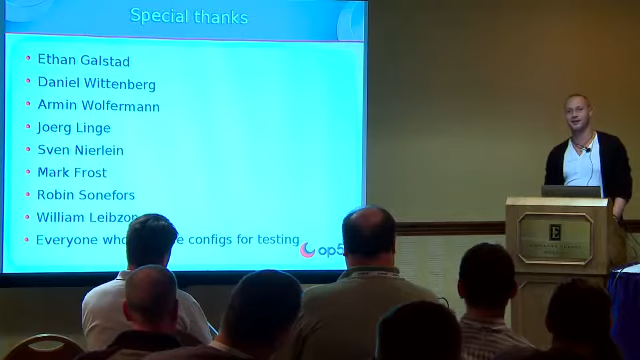 Special thanks
Ethan Galstad
Daniel Wittenberg
Armin Wolfermann
Joerg Linge
Sven Nierlein
Mark Frost
Robin Sonefors
William Leibzon
Everyone who e configs for testing
op5
E